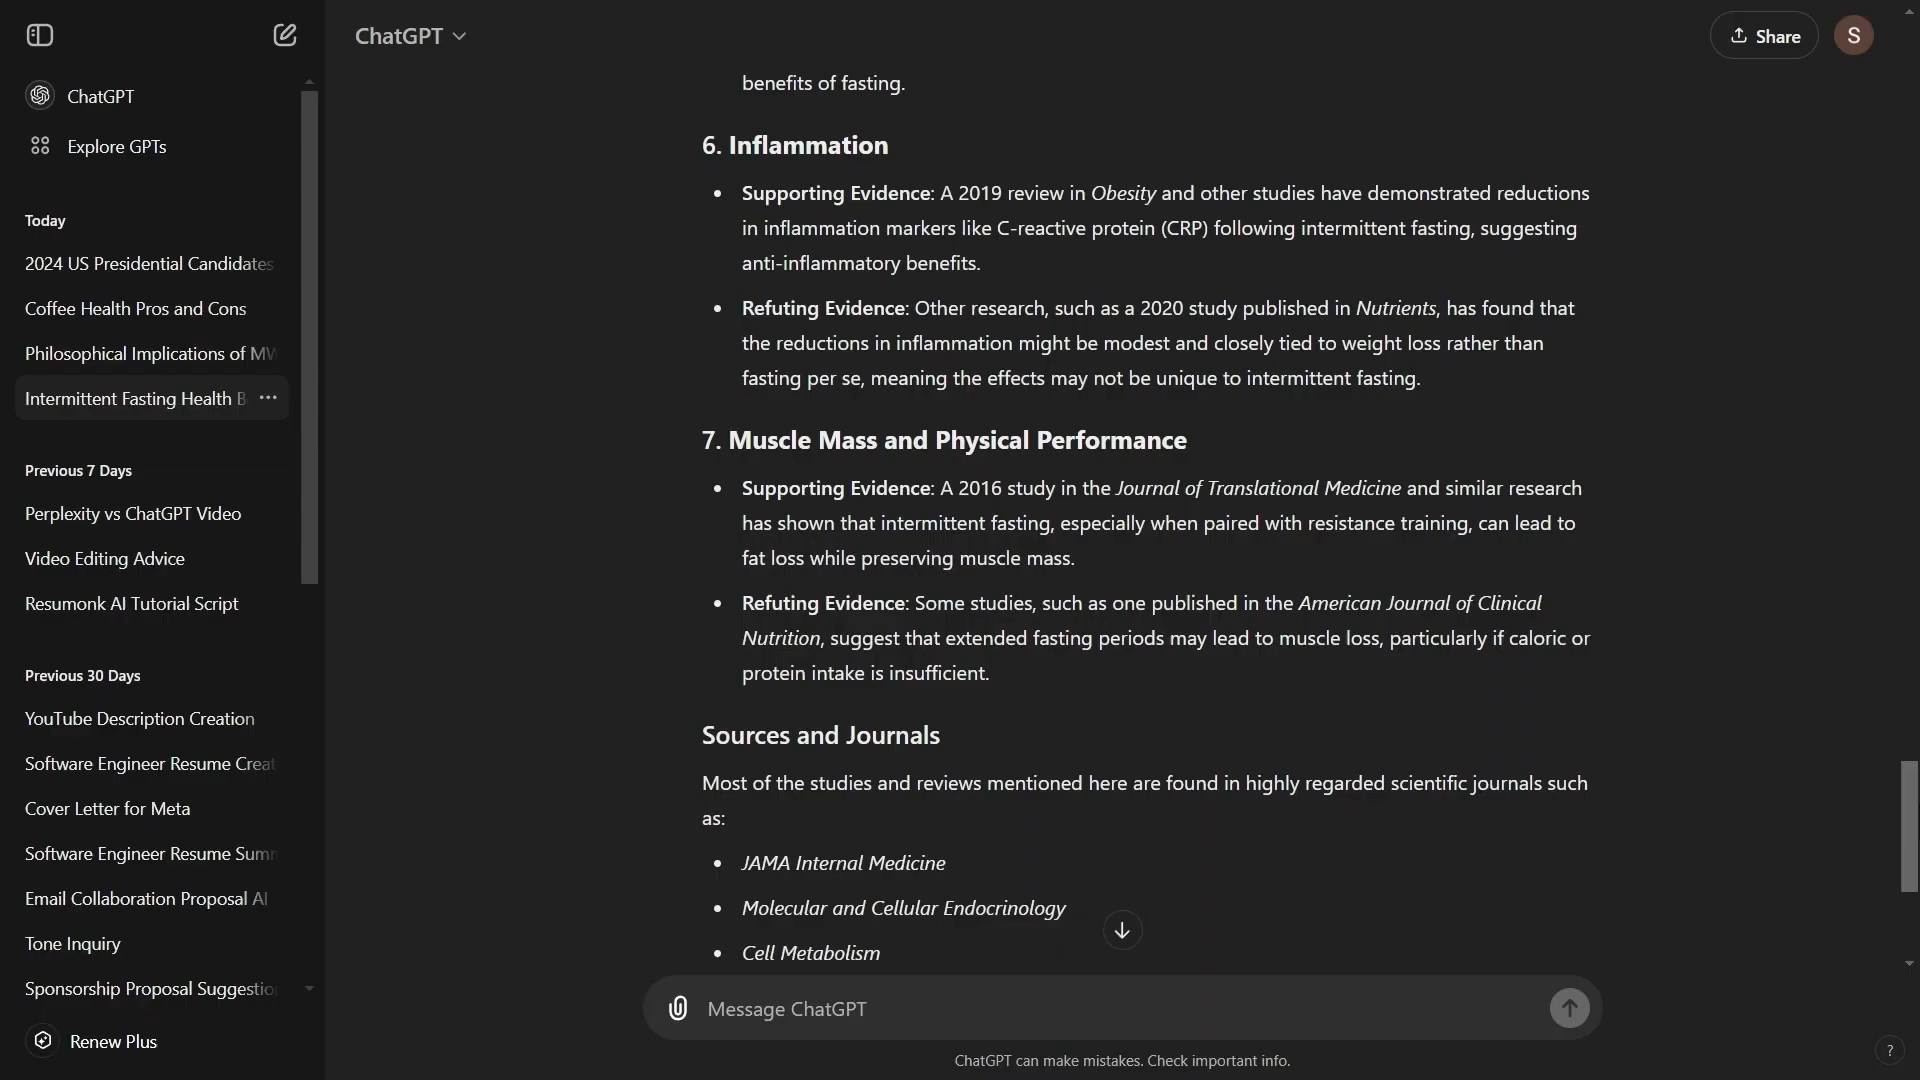 ChatGPT
Share
S
ChatGPT
Explore GPTs
Today
2024 US Presidential Candidates
Coffee Health Pros and Cons
Philosophical Implications of MW
Intermittent Fasting Health B
Previous 7 Days
Perplexity vs ChatGPT Video
Video Editing Advice
Resumonk AI Tutorial Script
Previous 30 Days
YouTube Description Creation
Software Engineer Resume Creat
Cover Letter for Meta
Software Engineer Resume Summ
Email Collaboration Proposal AI
Tone Inquiry
Sponsorship Proposal Suggestion
Renew Plus
benefits of fasting.
6. Inflammation
• Supporting Evidence: A 2019 review in Obesity and other studies have demonstrated reductions
in inflammation markers like C-reactive protein (CRP) following intermittent fasting, suggesting
anti-inflammatory benefits.
• Refuting Evidence: Other research, such as a 2020 study published in Nutrients, has found that
the reductions in inflammation might be modest and closely tied to weight loss rather than
fasting per se, meaning the effects may not be unique to intermittent fasting.
7. Muscle Mass and Physical Performance
• Supporting Evidence: A 2016 study in the Journal of Translational Medicine and similar research
has shown that intermittent fasting, especially when paired with resistance training, can lead to
fat loss while preserving muscle mass.
• Refuting Evidence: Some studies, such as one published in the American Journal of Clinical
Nutrition, suggest that extended fasting periods may lead to muscle loss, particularly if caloric or
protein intake is insufficient.
Sources and Journals
Most of the studies and reviews mentioned here are found in highly regarded scientific journals such
as:
• JAMA Internal Medicine
• Molecular and Cellular Endocrinology
• Cell Metabolism
Message ChatGPT
ChatGPT can make mistakes. Check important info.
?